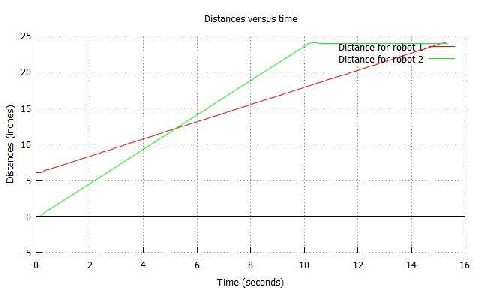 Distances versus time
25
20
15
10
5
0
5
Distances (inches)
Distance for robot 1
Distance for robot 2
0 2 4 6 8 10 12 14 16
Time (seconds)